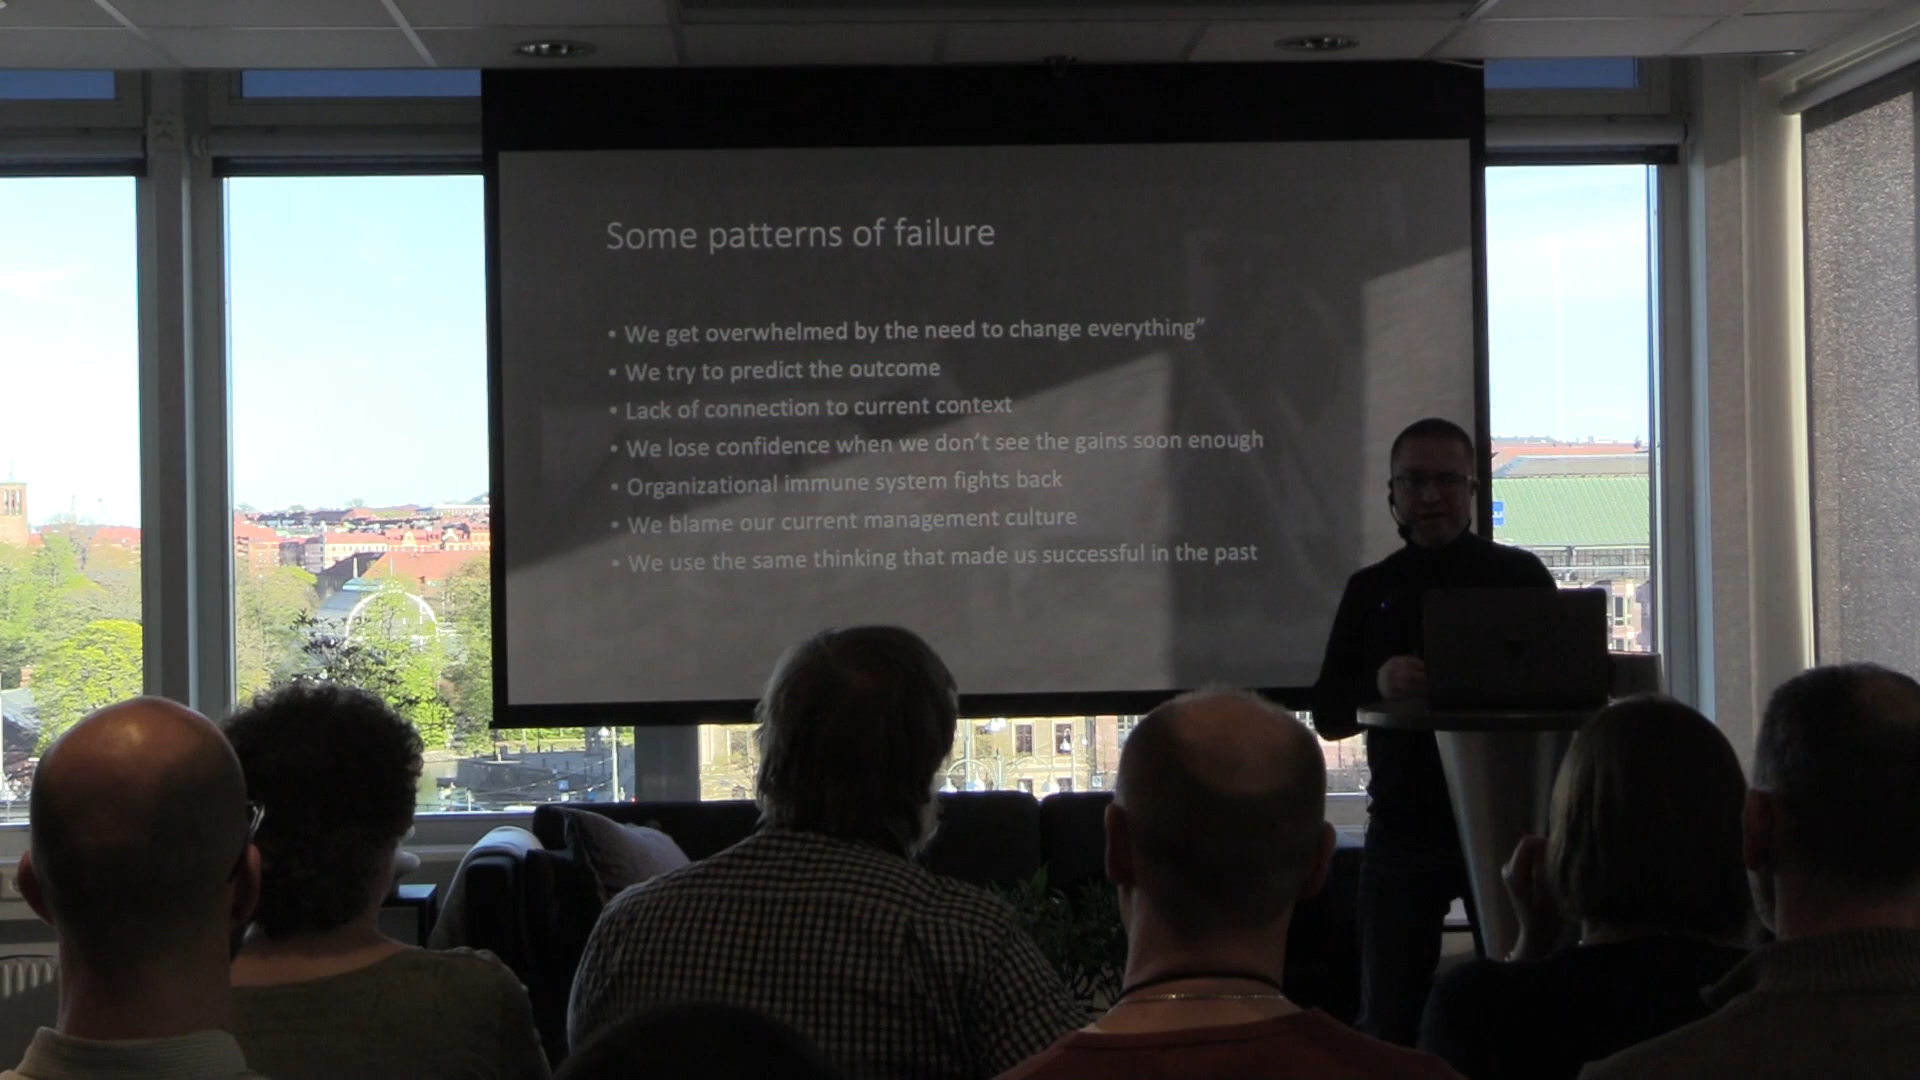 Some patterns of failure
• We get overwhelmed by the need to change everything”
• We try to predict the outcome
• Lack of connection to current context
• We lose confidence when we don’t see the gains soon enough
• Organizational immune system fights back
• We blame our current management culture
• We use the same thinking that made us successful in the past